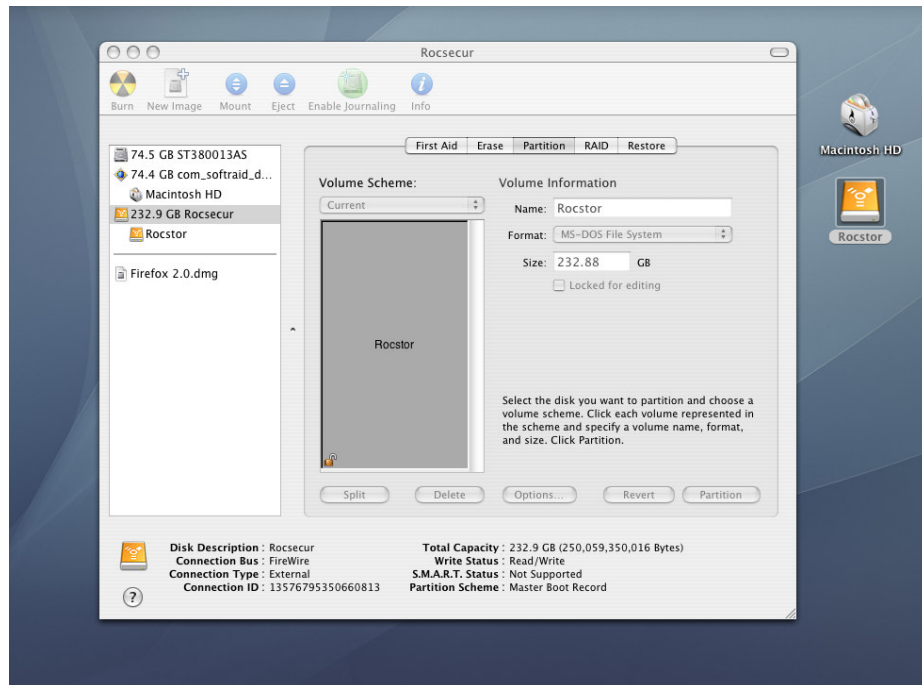 Rocsecur
Burn New Image Mount Eject Enable Journaling Info
74.5 GB ST380013AS
74.4 GB com_softraid_d...
Macintosh HD
232.9 GB Rocsecur
Rocstor
Firefox 2.0.dmg
First Aid Erase Partition RAID Restore
Volume Scheme:
Current
Rocstor
Volume Information
Name: Rocstor
Format: MS-DOS File System
Size: 232.88 GB
Locked for editing
Select the disk you want to partition and choose a
volume scheme. Click each volume represented in
the scheme and specify a volume name, format,
and size. Click Partition.
Split Delete Options... Revert Partition
Disk Description : Rocsecur
Connection Bus : FireWire
Connection Type : External
Connection ID : 13576795350660813
Total Capacity : 232.9 GB (250,059,350,016 Bytes)
Write Status : Read/Write
S.M.A.R.T. Status : Not Supported
Partition Scheme : Master Boot Record
?
Macintosh HD
Rocstor